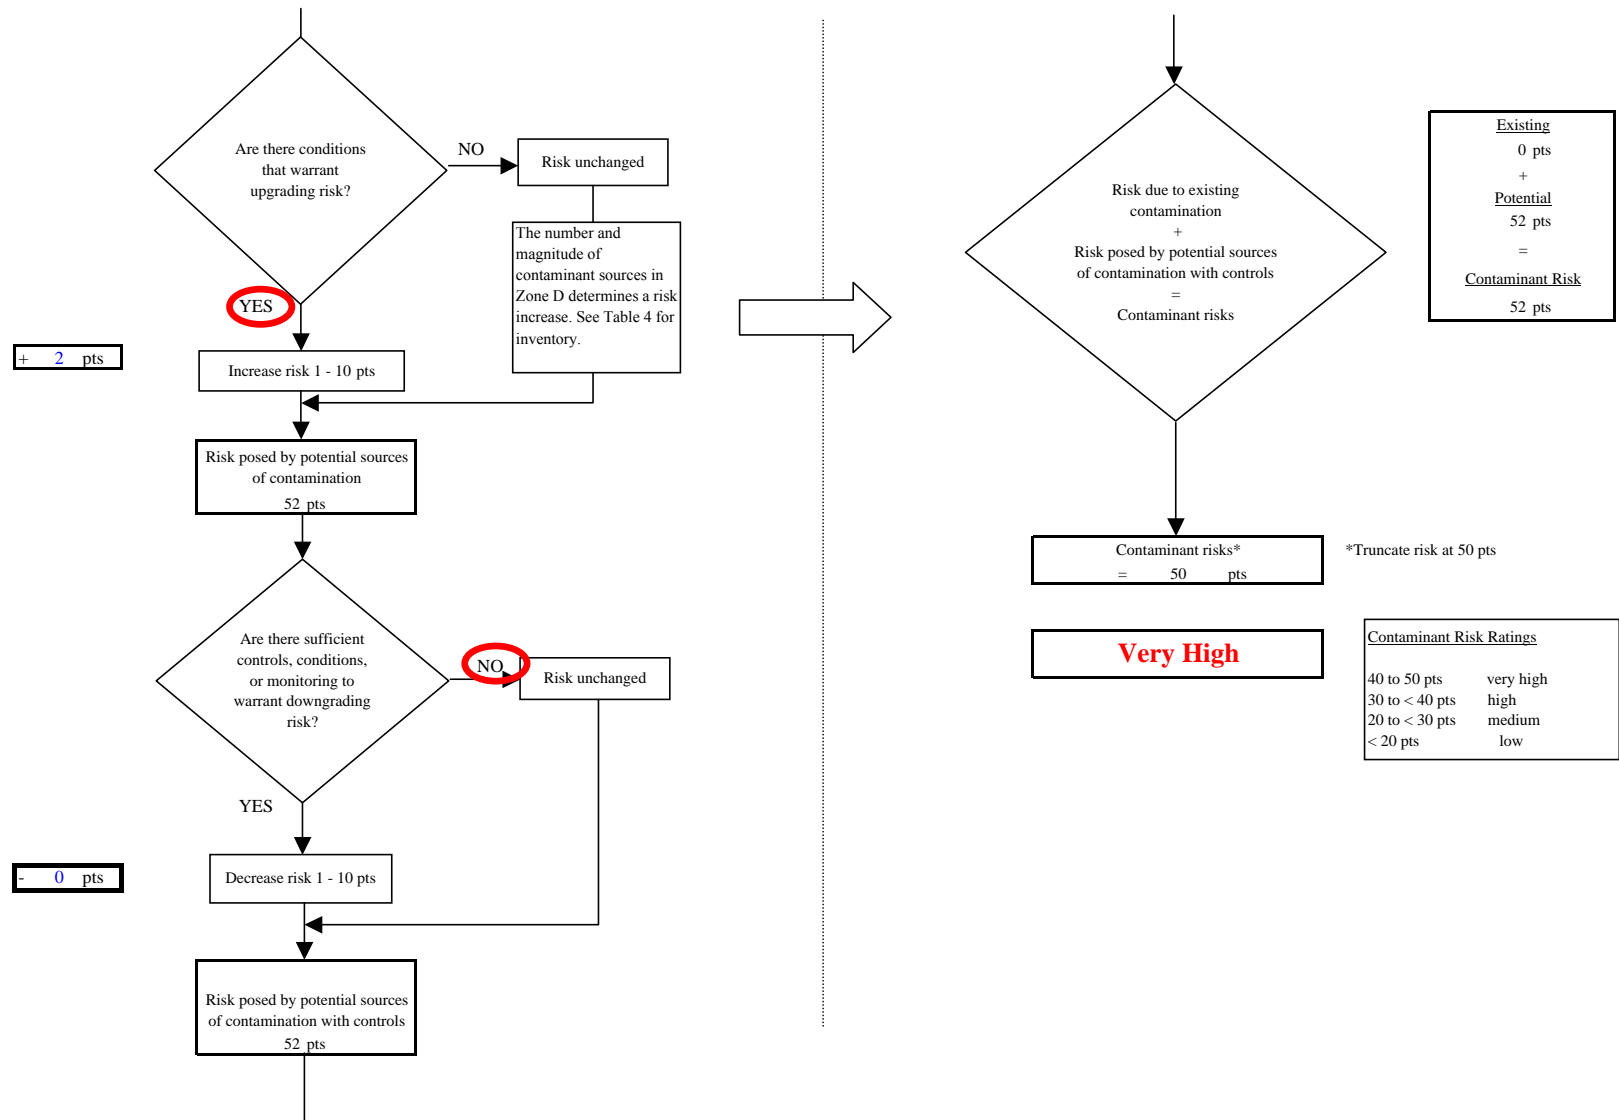 Are there conditions
that warrant
upgrading risk?
NO
Risk unchanged
The number and
magnitude of
contaminant sources in
Zone D determines a risk
increase. See Table 4 for
inventory.
YES
+ 2 pts
Increase risk 1 - 10 pts
Risk posed by potential sources
of contamination
52 pts
Are there sufficient
controls, conditions,
or monitoring to
warrant downgrading
risk?
NO
Risk unchanged
YES
- 0 pts
Decrease risk 1 - 10 pts
Risk posed by potential sources
of contamination with controls
52 pts
Risk due to existing
contamination
+
Risk posed by potential sources
of contamination with controls
=
Contaminant risks
Existing
0 pts
+
Potential
52 pts
=
Contaminant Risk
52 pts
Contaminant risks*
= 50 pts
*Truncate risk at 50 pts
Very High
Contaminant Risk Ratings
40 to 50 pts very high
30 to < 40 pts high
20 to < 30 pts medium
< 20 pts low